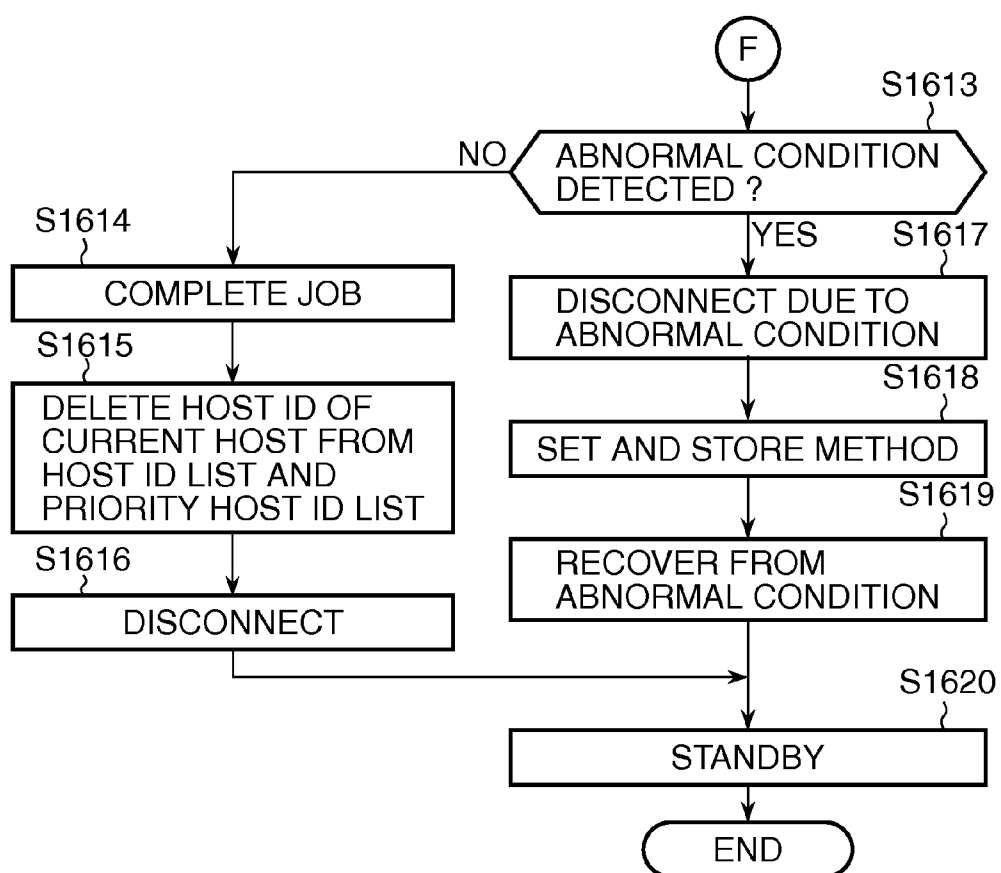 F
S1613
ABNORMAL CONDITION
DETECTED ?
NO
YES
S1614
COMPLETE JOB
S1615
DELETE HOST ID OF
CURRENT HOST FROM
HOST ID LIST AND
PRIORITY HOST ID LIST
S1616
DISCONNECT
S1617
DISCONNECT DUE TO
ABNORMAL CONDITION
S1618
SET AND STORE METHOD
S1619
RECOVER FROM
ABNORMAL CONDITION
S1620
STANDBY
END